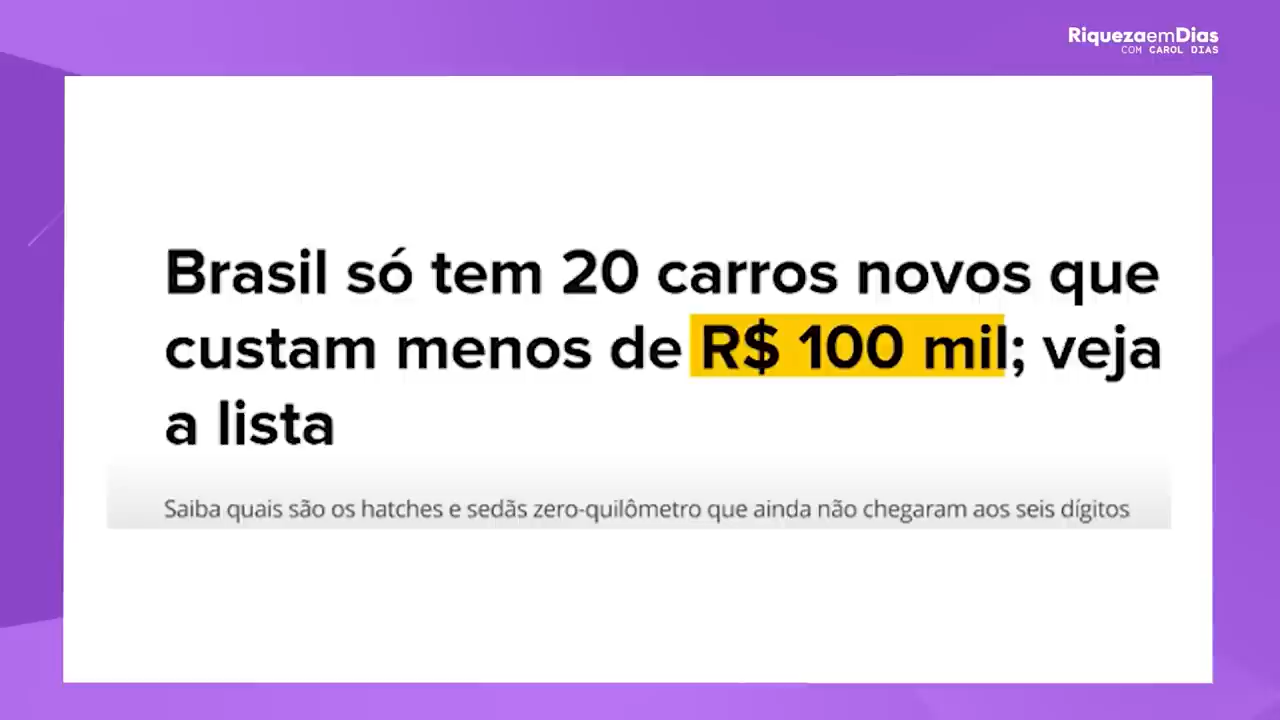 RiquezaemDias
COM CAROL DIAS
Brasil só tem 20 carros novos que
custam menos de R$ 100 mil; veja
a lista
Saiba quais são os hatches e sedãs zero-quilômetro que ainda não chegaram aos seis dígitos